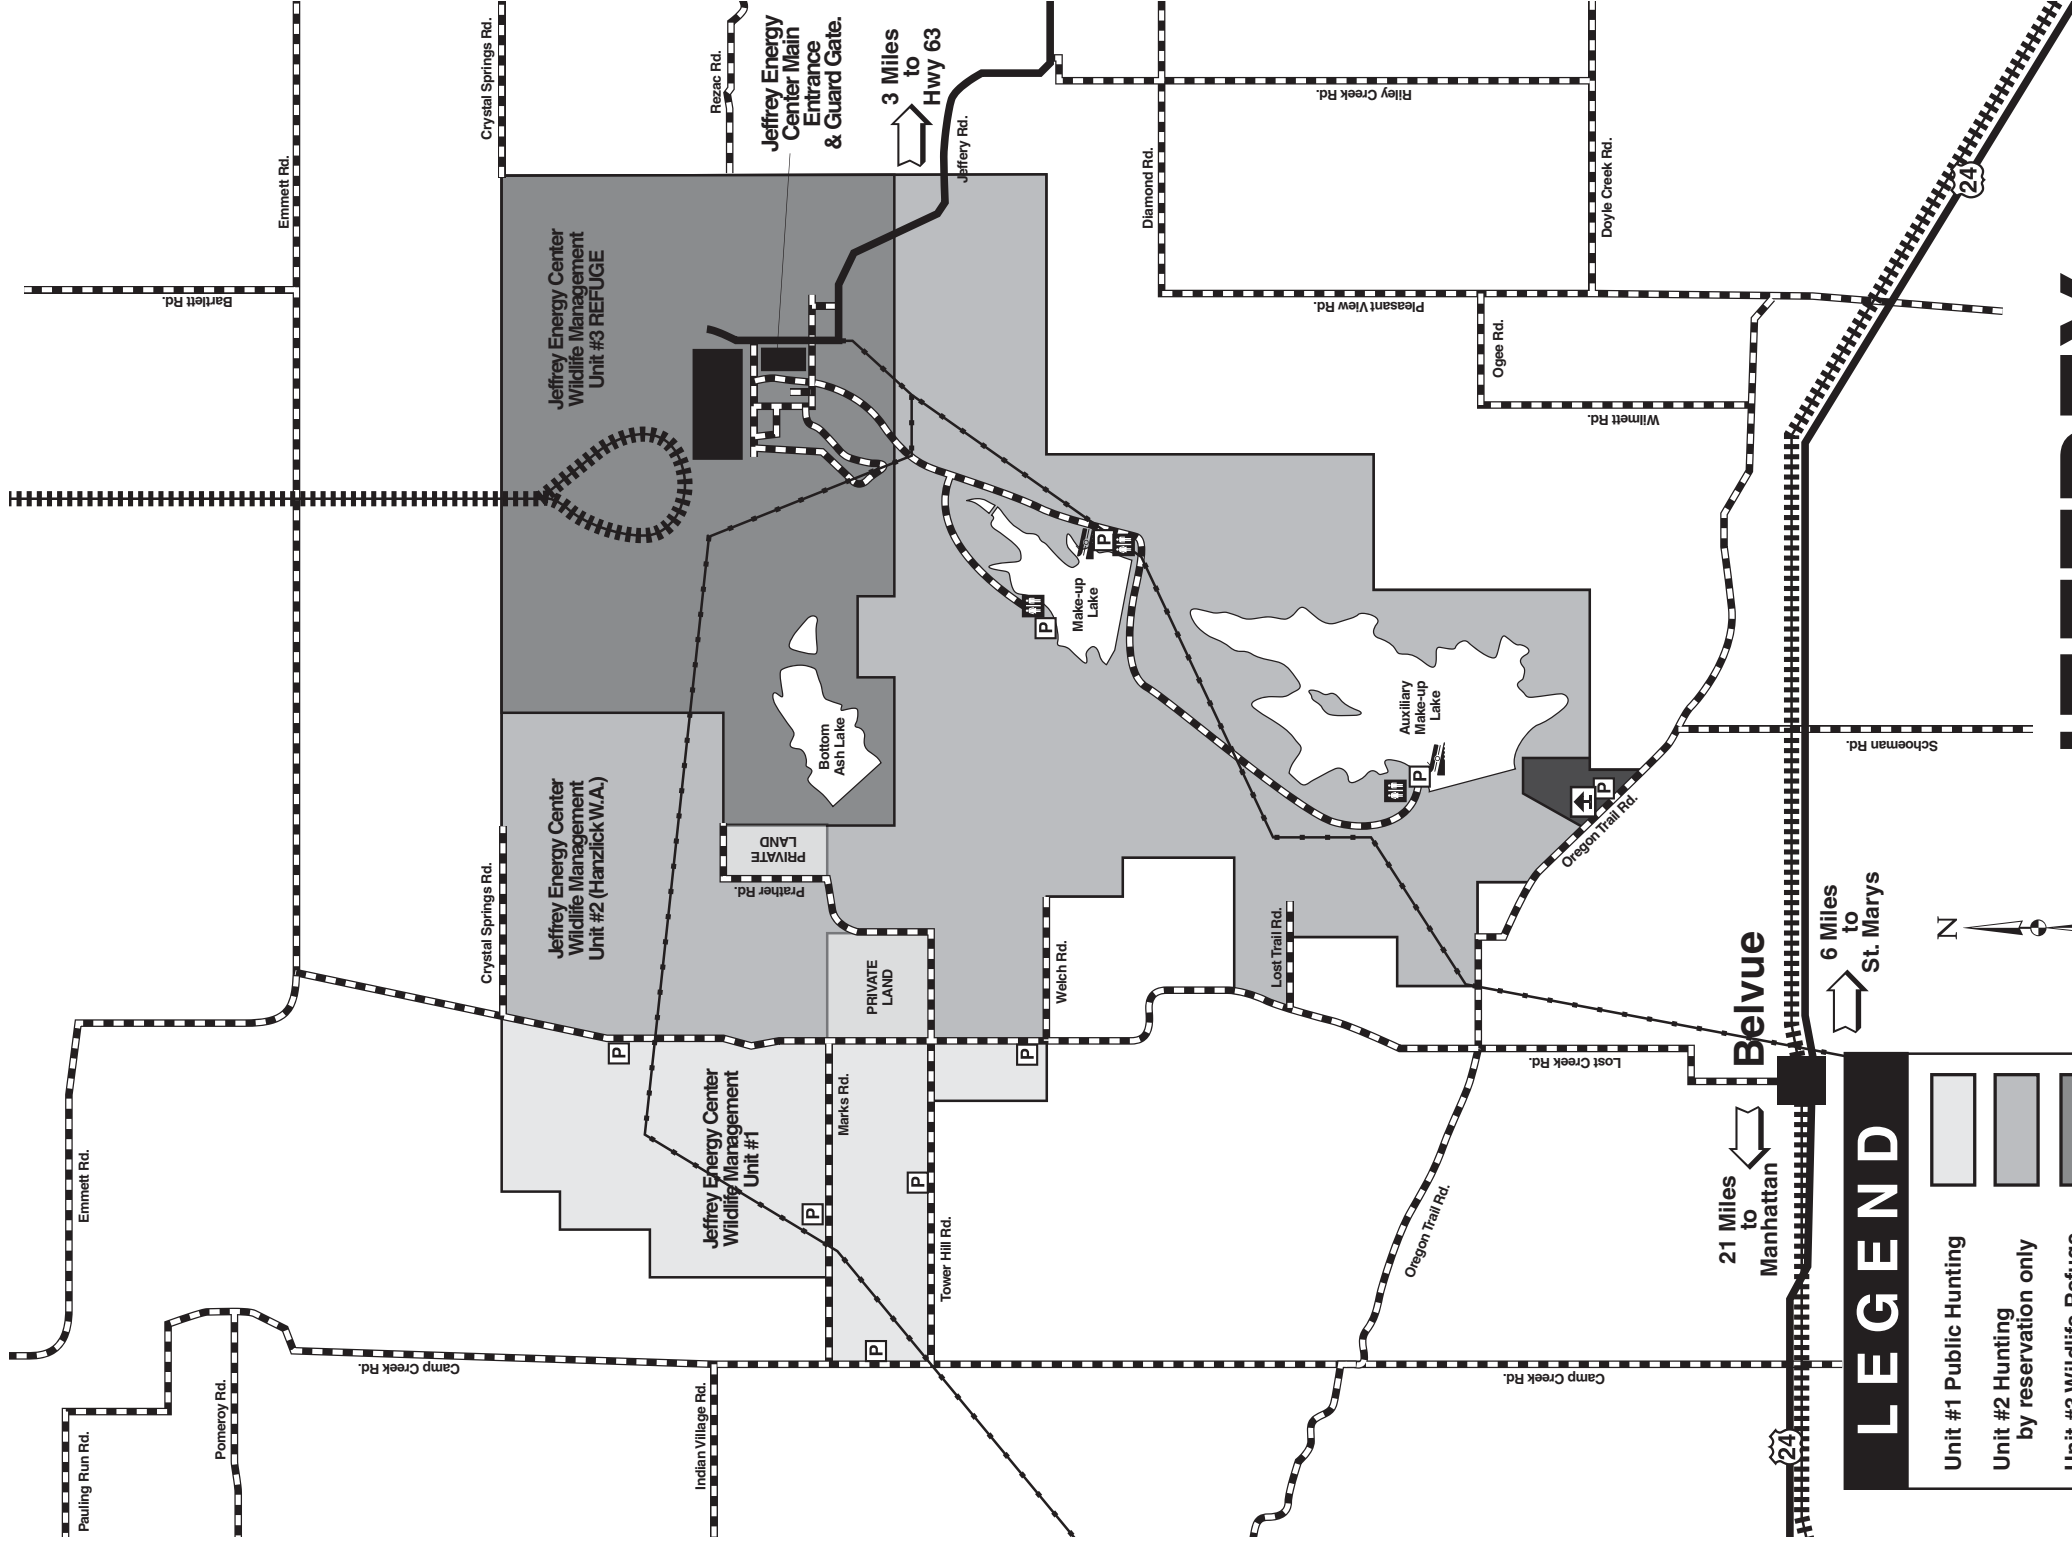 Pauling Run Rd.
Pomeroy Rd.
Emmett Rd.
Camp Creek Rd.
Indian Village Rd.
Camp Creek Rd.
Oregon Trail Rd.
Bartlett Rd.
Emmett Rd.
Crystal Springs Rd.
Crystal Springs Rd.
Rezac Rd.
Jeffrey Energy
Center Main
Entrance
& Guard Gate.
3 Miles
to
Hwy 63
Jeffery Rd.
Riley Creek Rd.
Diamond Rd.
Doyle Creek Rd.
Pleasant View Rd.
Ogee Rd.
Wilmett Rd.
24
Jeffrey Energy Center
Wildlife Management
Unit #3 REFUGE
Jeffrey Energy Center
Wildlife Management
Unit #2 (Hanzlick W.A.)
Jeffrey Energy Center
Wildlife Management
Unit #1
Bottom
Ash Lake
Make-up
Lake
Auxiliary
Make-up
Lake
P
P
P
P
P
P
P
P
P
P
PRIVATE
LAND
PRIVATE
LAND
Prather Rd.
Marks Rd.
Tower Hill Rd.
Welch Rd.
Lost Trail Rd.
Lost Creek Rd.
Oregon Trail Rd.
Schoeman Rd.
Belvue
6 Miles
to
St. Marys
N
21 Miles
to
Manhattan
24
LEGEND
Unit #1 Public Hunting
Unit #2 Hunting
by reservation only
Unit #3 Wildlife Refuge